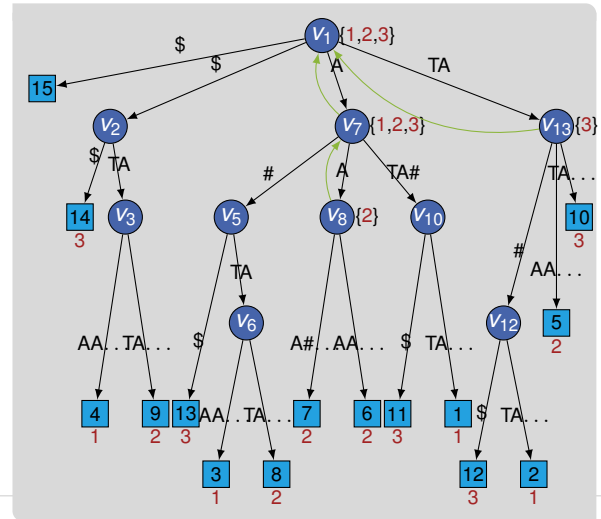 v1 {1,2,3}
$
$
A
TA
15
v2
v7 {1,2,3}
v13 {3}
$
TA
#
A
TA#
TA...
14
3
v3
v5
v8 {2}
v10
10
3
#
AA...
TA
v6
v12
5
2
AA...
TA...
$
A#...
AA...
$
TA...
4
1
9
2
13
3
AA...
TA...
7
2
6
2
11
3
1
1
$
TA...
3
1
8
2
12
3
2
1